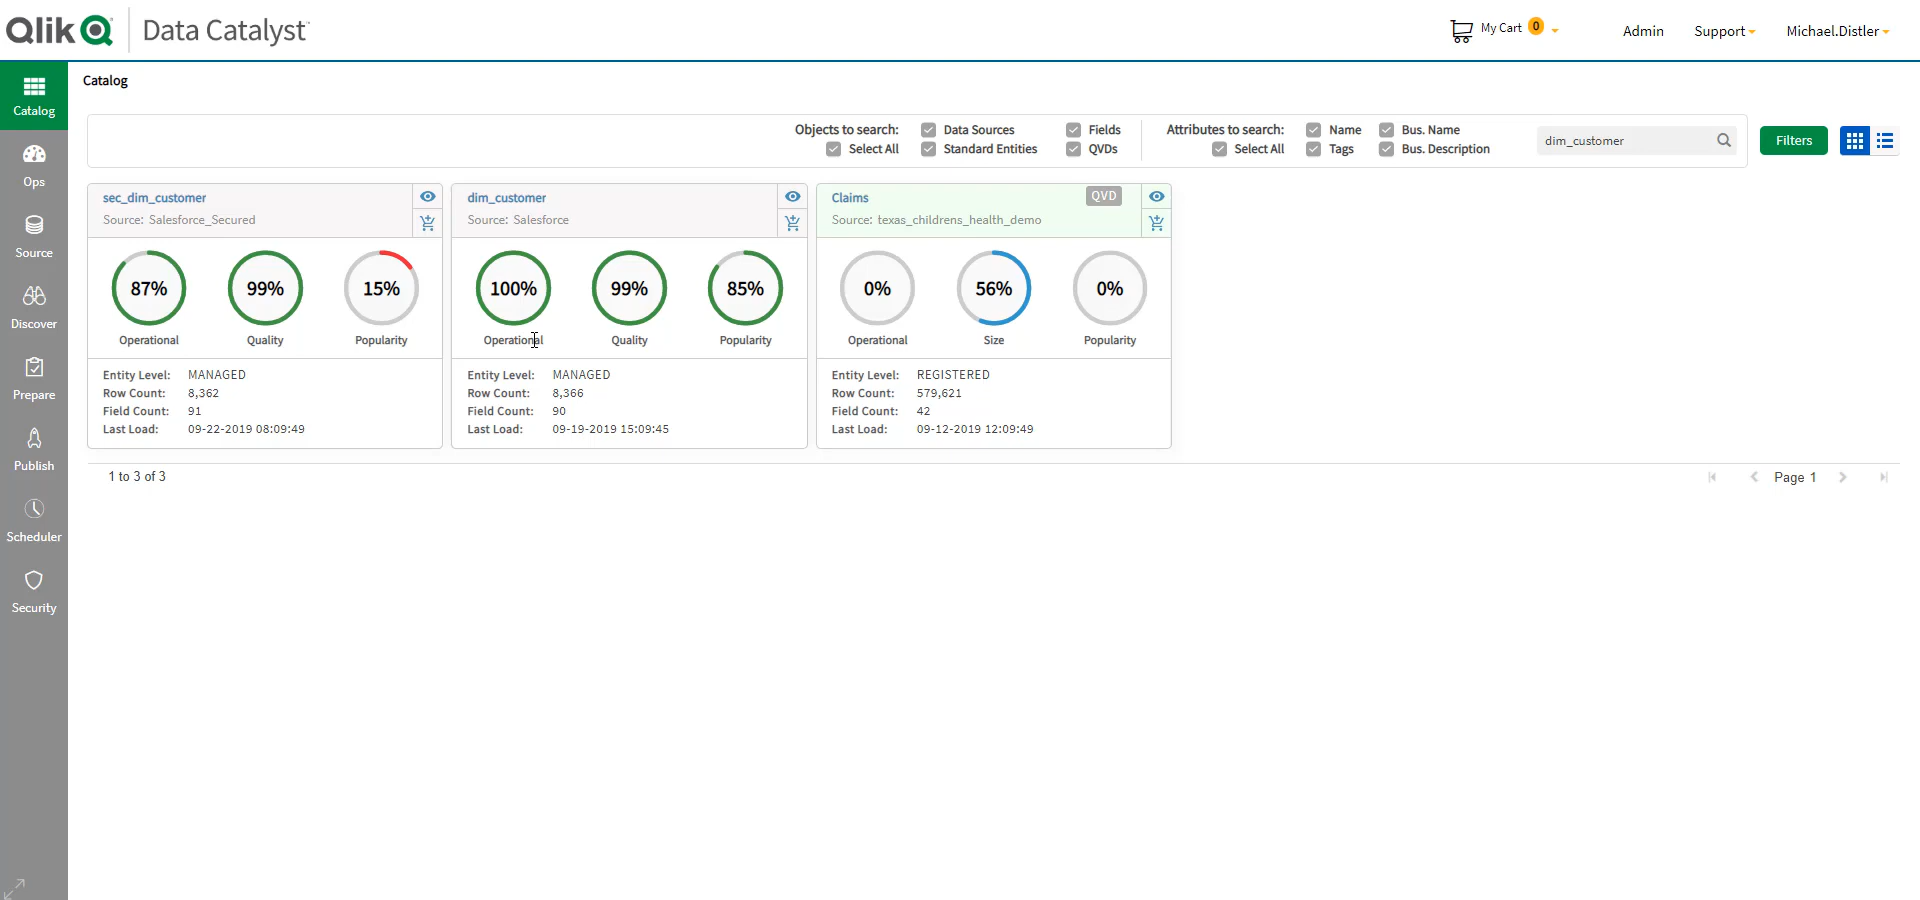 Qlik Q Data Catalyst
My Cart 0
Admin
Support
Michael.Distler
Catalog
Ops
Source
Discover
Prepare
Publish
Scheduler
Security
Catalog
Objects to search:
Select All
Data Sources
Standard Entities
Fields
QVDs
Attributes to search:
Select All
Name
Tags
Bus. Name
Bus. Description
dim_customer
Filters
sec_dim_customer
Source: Salesforce_Secured
87% 99% 15%
Operational Quality Popularity
Entity Level: MANAGED
Row Count: 8,362
Field Count: 91
Last Load: 09-22-2019 08:09:49
dim_customer
Source: Salesforce
100% 99% 85%
Operational Quality Popularity
Entity Level: MANAGED
Row Count: 8,366
Field Count: 90
Last Load: 09-19-2019 15:09:45
Claims QVD
Source: texas_childrens_health_demo
0% 56% 0%
Operational Size Popularity
Entity Level: REGISTERED
Row Count: 579,621
Field Count: 42
Last Load: 09-12-2019 12:09:49
1 to 3 of 3
Page 1